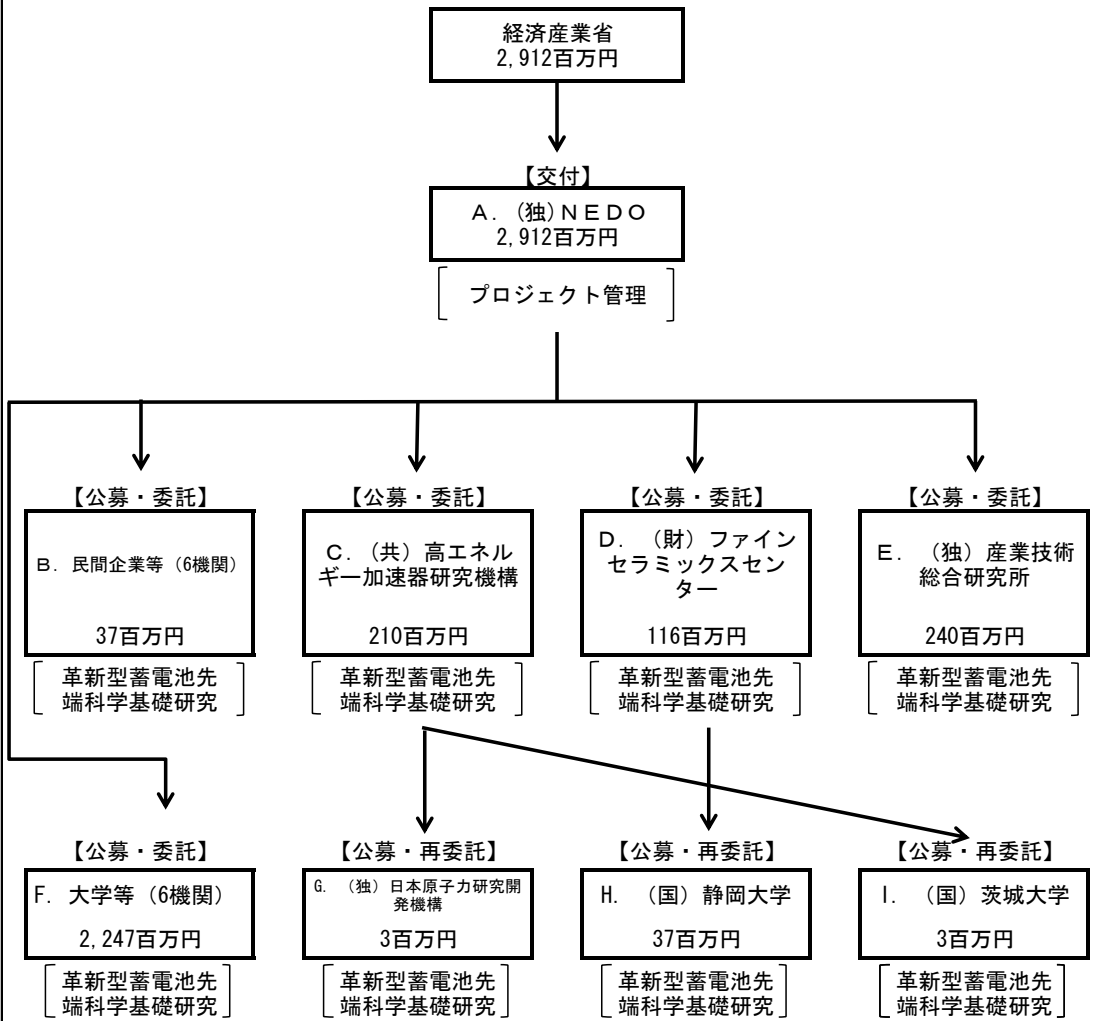 経済産業省
2,912百万円
【交付】
A.(独)NEDO
2,912百万円
プロジェクト管理
【公募・委託】
B.民間企業等(6機関)
37百万円
革新型蓄電池先
端科学基礎研究
【公募・委託】
C.(共)高エネル
ギー加速器研究機構
210百万円
革新型蓄電池先
端科学基礎研究
【公募・委託】
D.(財)ファイン
セラミックスセン
ター
116百万円
革新型蓄電池先
端科学基礎研究
【公募・委託】
E.(独)産業技術
総合研究所
240百万円
革新型蓄電池先
端科学基礎研究
【公募・委託】
F.大学等(6機関)
2,247百万円
革新型蓄電池先
端科学基礎研究
【公募・再委託】
G.(独)日本原子力研究開
発機構
3百万円
革新型蓄電池先
端科学基礎研究
【公募・再委託】
H.(国)静岡大学
37百万円
革新型蓄電池先
端科学基礎研究
【公募・再委託】
I.(国)茨城大学
3百万円
革新型蓄電池先
端科学基礎研究